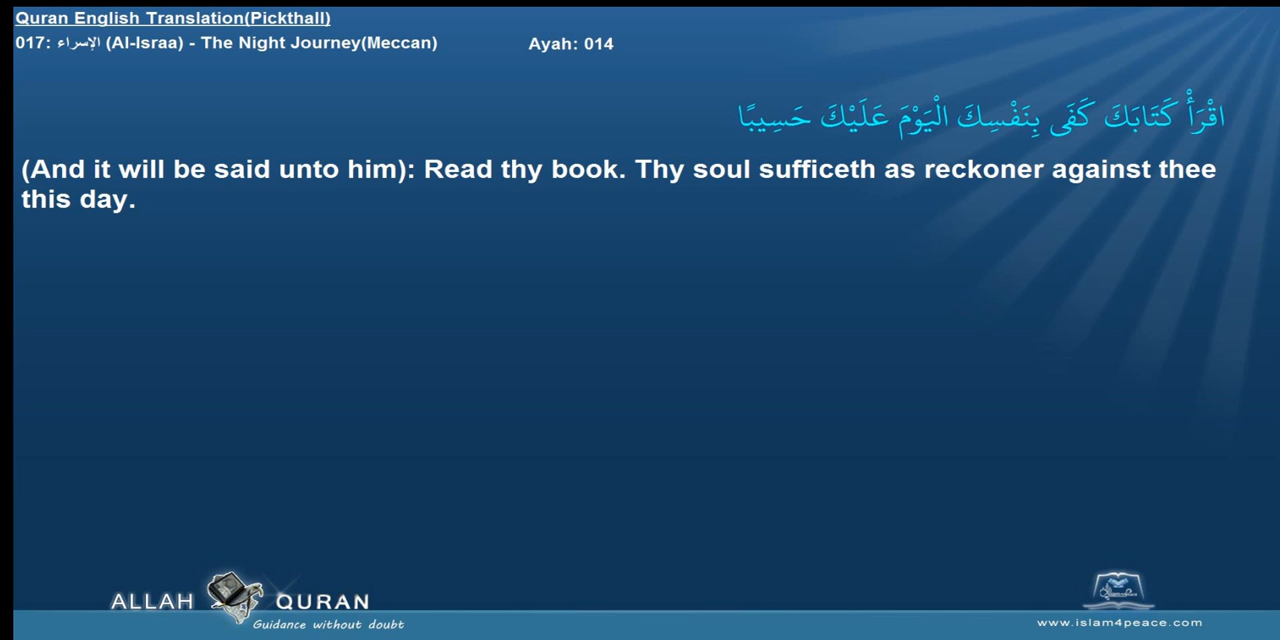 Quran English Translation(Pickthall)
017: الإسراء (Al-Israa) - The Night Journey(Meccan) Ayah: 014
اقْرَأْ كَتَابَكَ كَفَى بِنَفْسِكَ الْيَوْمَ عَلَيْكَ حَسِيبًا
(And it will be said unto him): Read thy book. Thy soul sufficeth as reckoner against thee
this day.
ALLAH QURAN
Guidance without doubt
www.islam4peace.com